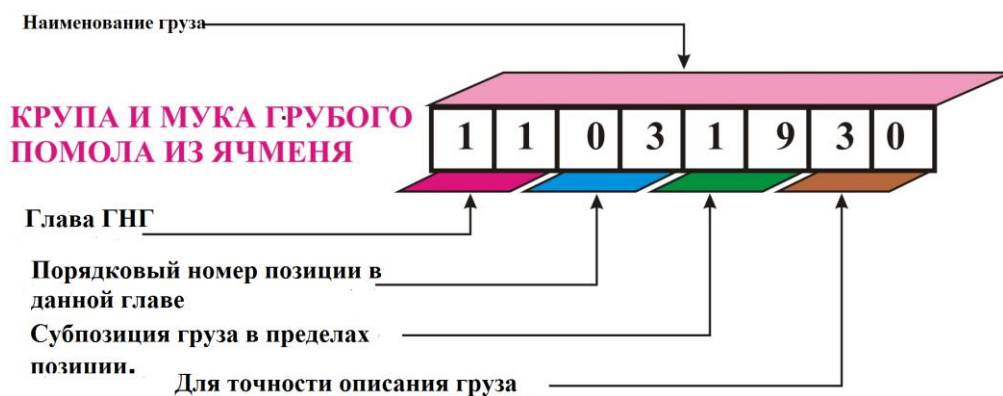 Наименование груза
КРУПА И МУКА ГРУБОГО
ПОМОЛА ИЗ ЯЧМЕНЯ
1 1 0 3 1 9 3 0
Глава ГНГ
Порядковый номер позиции в
данной главе
Субпозиция груза в пределах
позиции.
Для точности описания груза